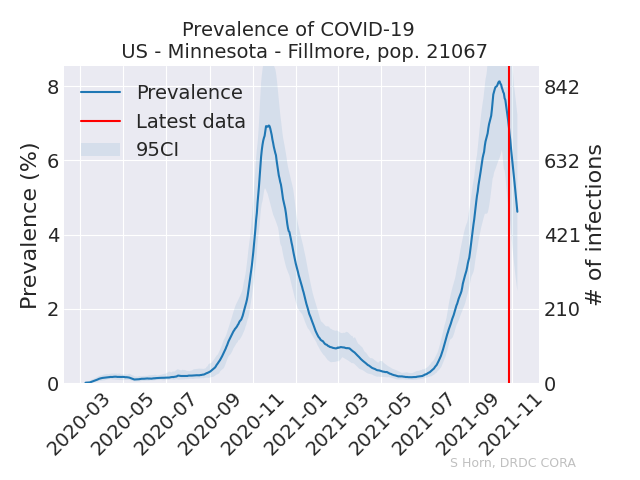 Prevalence of COVID-19
US - Minnesota - Fillmore, pop. 21067
Prevalence
Latest data
95CI
Prevalence (%)
8
6
4
2
0
842
632
421
210
0
# of infections
2020-03
2020-05
2020-07
2020-09
2020-11
2021-01
2021-03
2021-05
2021-07
2021-09
2021-11
S Horn, DRDC CORA